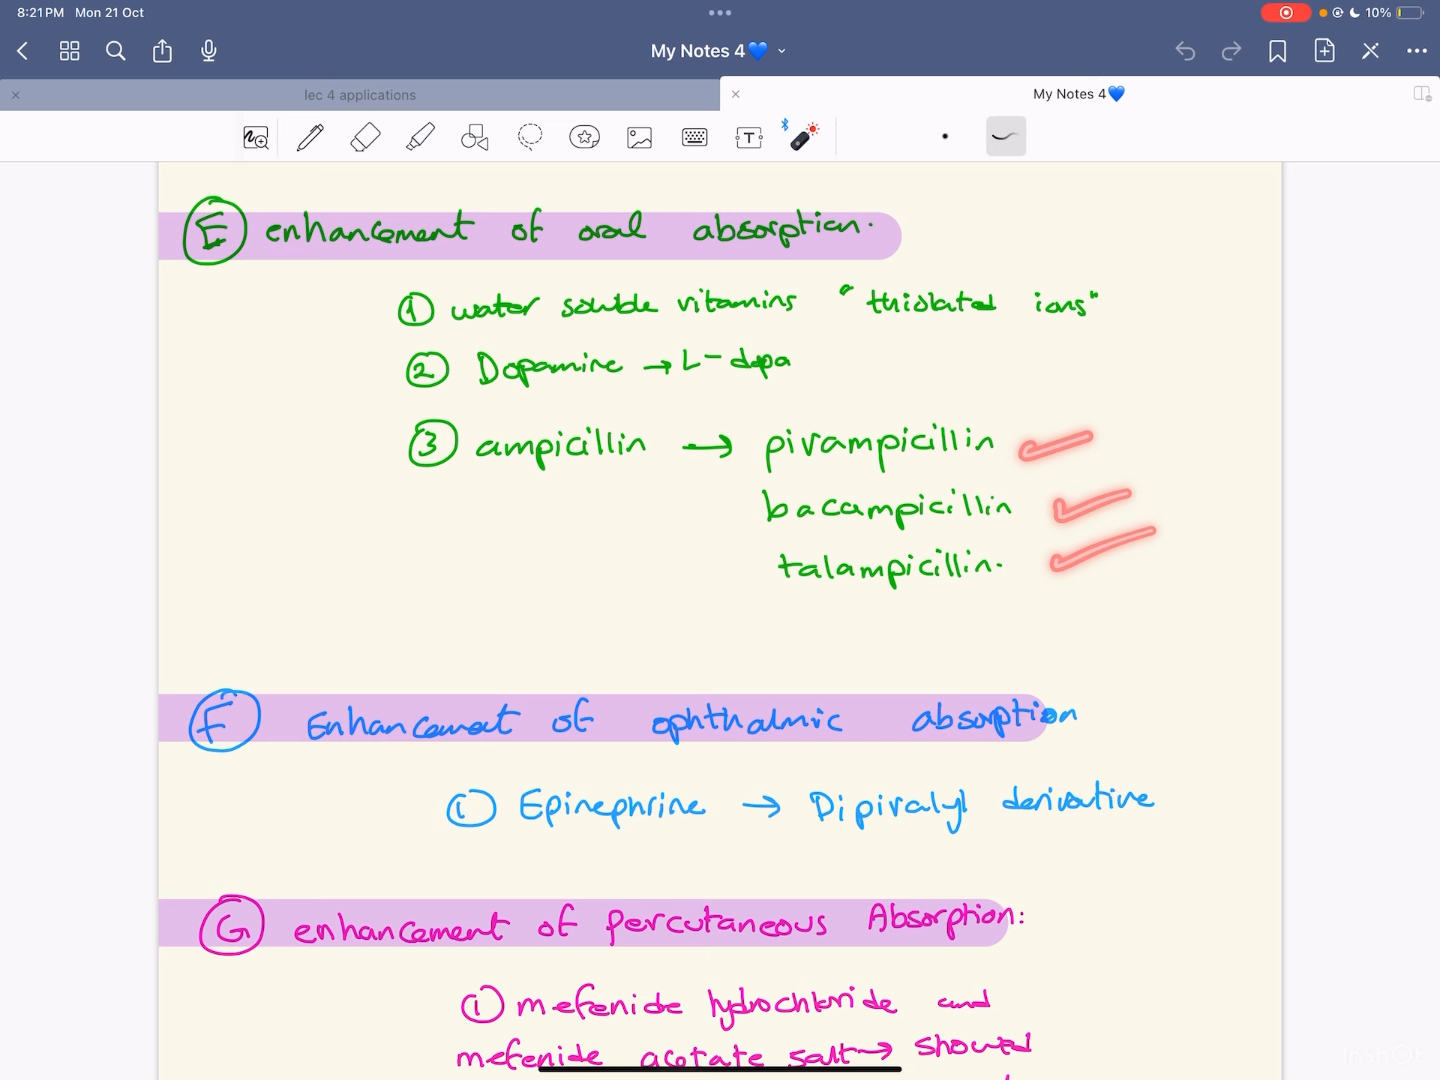 8:21 PM Mon 21 Oct
10%
My Notes 4💙
lec 4 applications
My Notes 4💙
E enhancement of oral absorption.
1 water soluble vitamins "thiolated ions"
2 Dopamine → L-dopa
3 ampicillin → pivampicillin
bacampicillin
talampicillin.
F Enhancement of ophthalmic absorption
1 Epinephrine → Dipivalyl derivative
G enhancement of percutaneous Absorption:
1 mefenide hydrochloride and
mefenide acetate salt → showed
InShOt